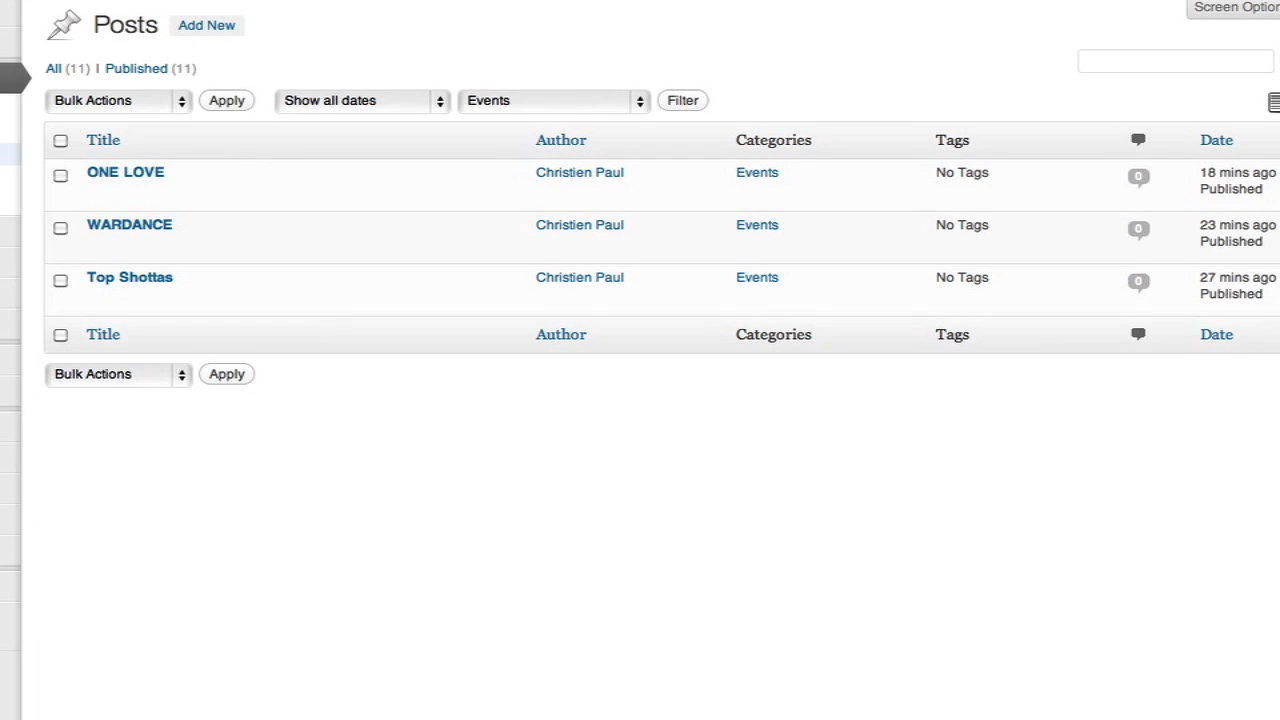 Posts Add New Screen Option
All (11) | Published (11)
Bulk Actions Apply Show all dates Events Filter
Title Author Categories Tags Date
ONE LOVE Christien Paul Events No Tags 0 18 mins ago
Published
WARDANCE Christien Paul Events No Tags 0 23 mins ago
Published
Top Shottas Christien Paul Events No Tags 0 27 mins ago
Published
Title Author Categories Tags Date
Bulk Actions Apply